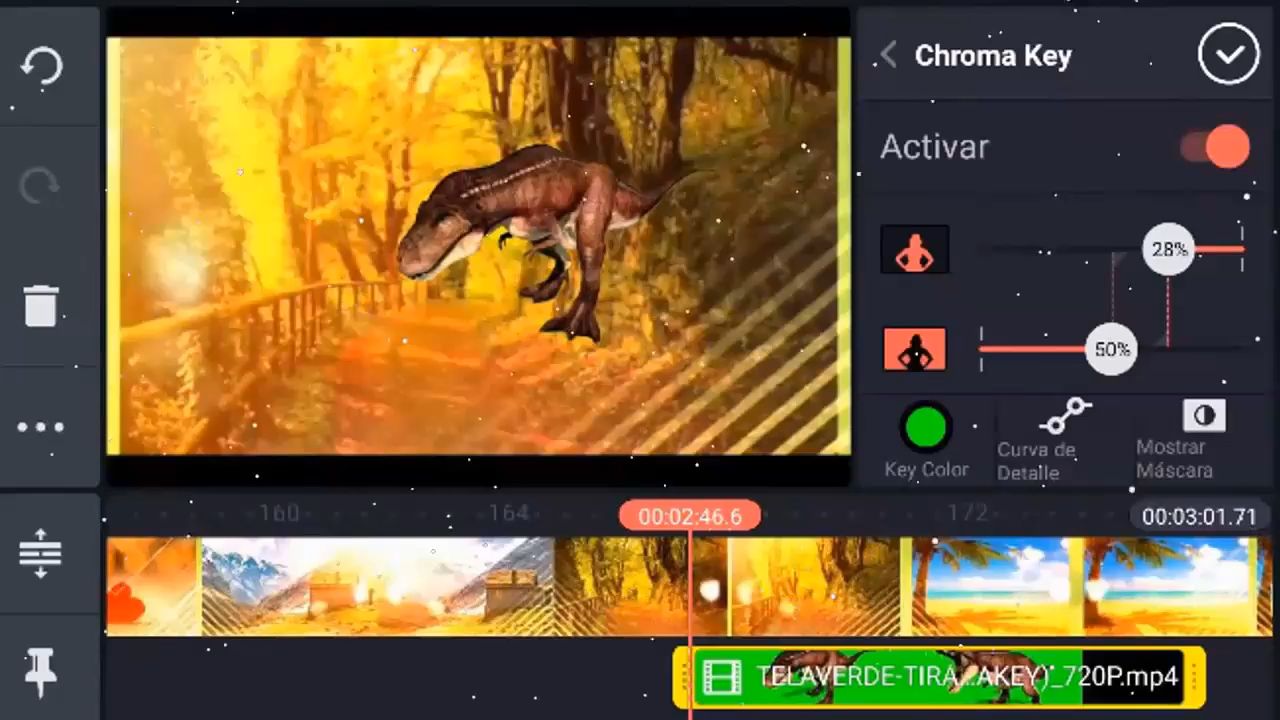 Chroma Key
Activar
28%
50%
Key Color
Curva de
Detalle
Mostrar
Máscara
160
164
00:02:46.6
172
00:03:01.71
TELAVERDE-TIRA...AKEY)_720P.mp4